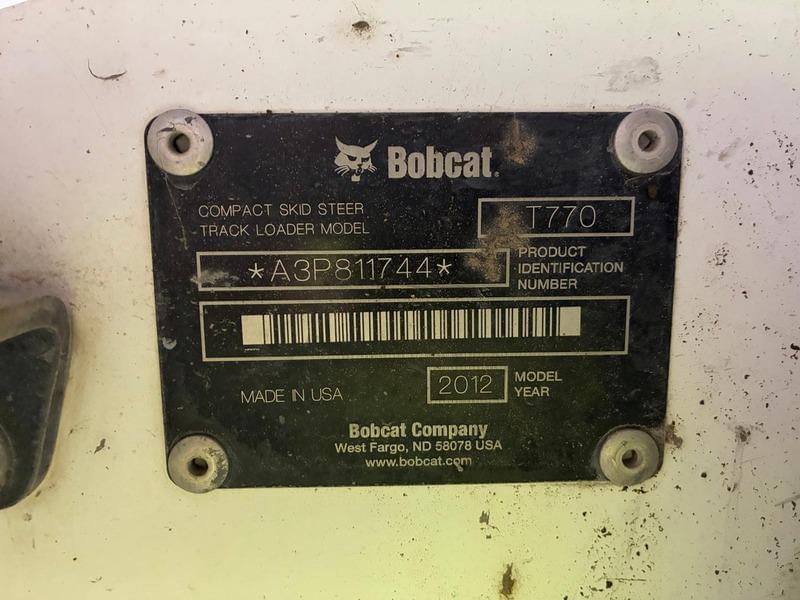 Bobcat.
COMPACT SKID STEER
TRACK LOADER MODEL
T770
*A3P811744*
PRODUCT
IDENTIFICATION
NUMBER
MADE IN USA
2012
MODEL
YEAR
Bobcat Company
West Fargo, ND 58078 USA
www.bobcat.com